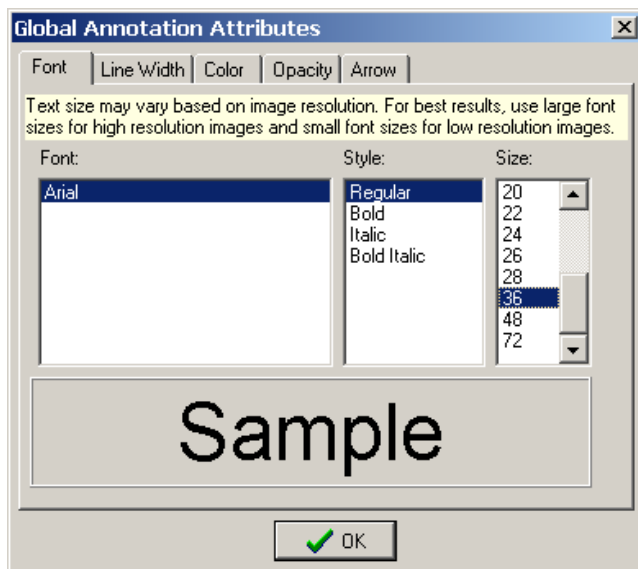 Global Annotation Attributes
Font Line Width Color Opacity Arrow
Text size may vary based on image resolution. For best results, use large font
sizes for high resolution images and small font sizes for low resolution images.
Font: Style: Size:
Arial Regular 20
Bold 22
Italic 24
Bold Italic 26
28
36
48
72
Sample
OK